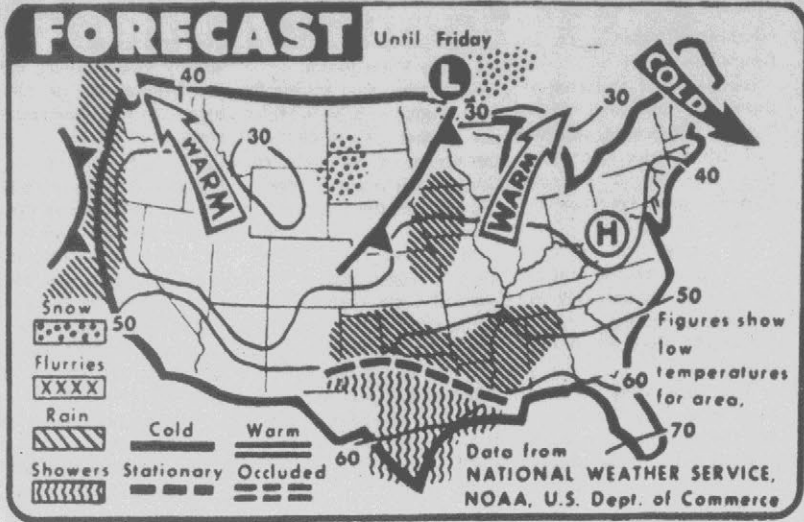 FORECAST
Until Friday
L
40
30
30
30
COLD
WARM
WARM
40
H
50
50
Figures show
low
temperatures
for area.
60
70
60
Snow
Flurries
XXXX
Rain
Showers
Cold
Warm
Stationary
Occluded
Data from
NATIONAL WEATHER SERVICE,
NOAA, U.S. Dept. of Commerce